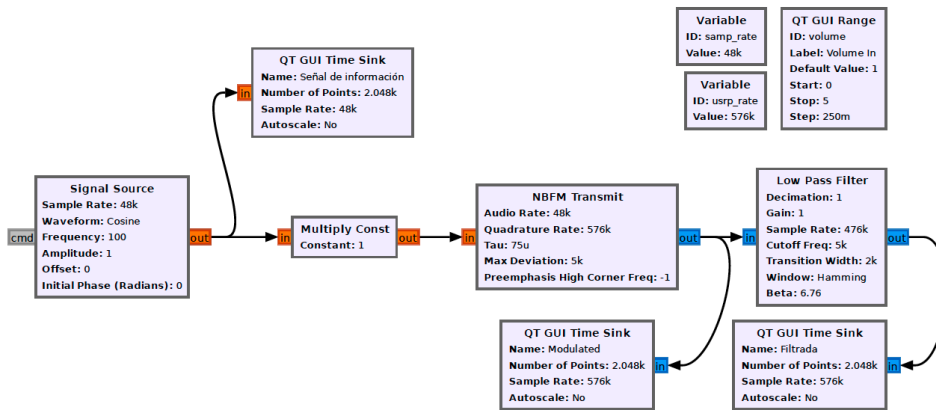 Variable
ID: samp_rate
Value: 48k
QT GUI Range
ID: volume
Label: Volume In
Default Value: 1
Start: 0
Stop: 5
Step: 250m
Variable
ID: usrp_rate
Value: 576k
QT GUI Time Sink
Name: Señal de información
Number of Points: 2.048k
Sample Rate: 48k
Autoscale: No
in
Signal Source
Sample Rate: 48k
Waveform: Cosine
Frequency: 100
Amplitude: 1
Offset: 0
Initial Phase (Radians): 0
cmd
out
in
Multiply Const
Constant: 1
out
in
NBFM Transmit
Audio Rate: 48k
Quadrature Rate: 576k
Tau: 75u
Max Deviation: 5k
Preemphasis High Corner Freq: -1
out
in
Low Pass Filter
Decimation: 1
Gain: 1
Sample Rate: 476k
Cutoff Freq: 5k
Transition Width: 2k
Window: Hamming
Beta: 6.76
out
QT GUI Time Sink
Name: Modulated
Number of Points: 2.048k
Sample Rate: 576k
Autoscale: No
in
QT GUI Time Sink
Name: Filtrada
Number of Points: 2.048k
Sample Rate: 576k
Autoscale: No
in